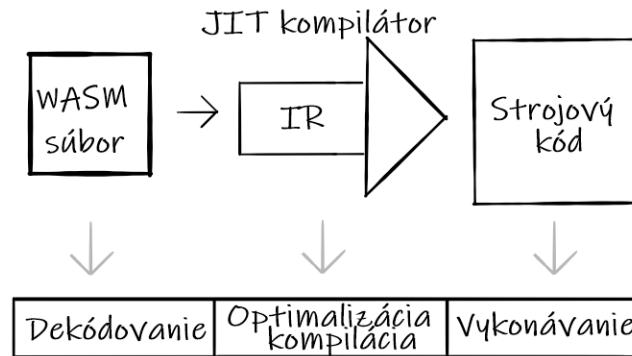 JIT kompilátor
WASM
súbor
IR
Strojový
kód
Dekódovanie
Optimalizácia
kompilácia
Vykonávanie